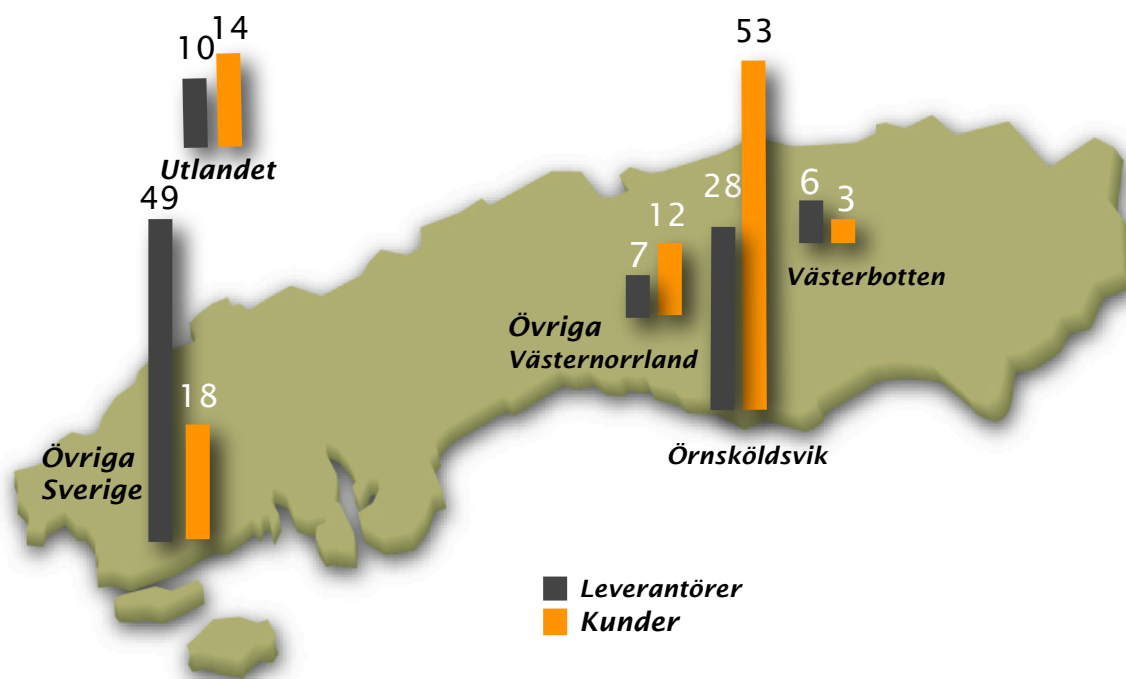 10
14
Utlandet
49
18
Övriga
Sverige
7
12
Övriga
Västernorrland
28
53
Örnsköldsvik
6
3
Västerbotten
Leverantörer
Kunder